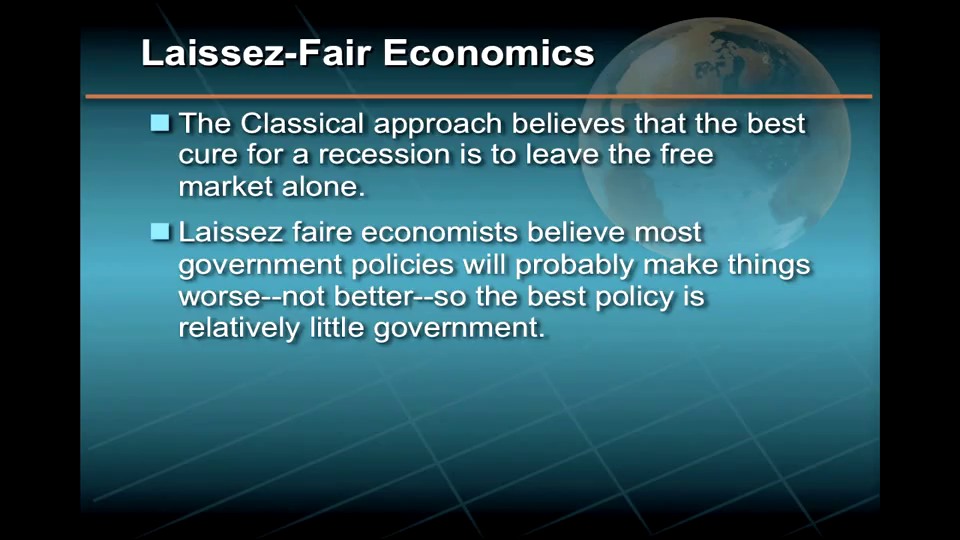 Laissez-Fair Economics
The Classical approach believes that the best
cure for a recession is to leave the free
market alone.
Laissez faire economists believe most
government policies will probably make things
worse--not better--so the best policy is
relatively little government.